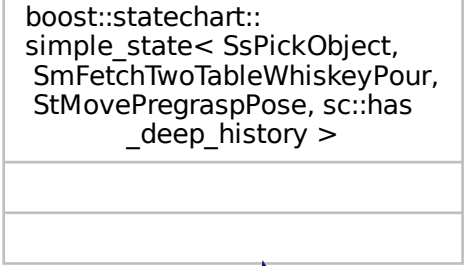 boost::statechart::
simple_state< SsPickObject,
SmFetchTwoTableWhiskeyPour,
StMovePregraspPose, sc::has
_deep_history >